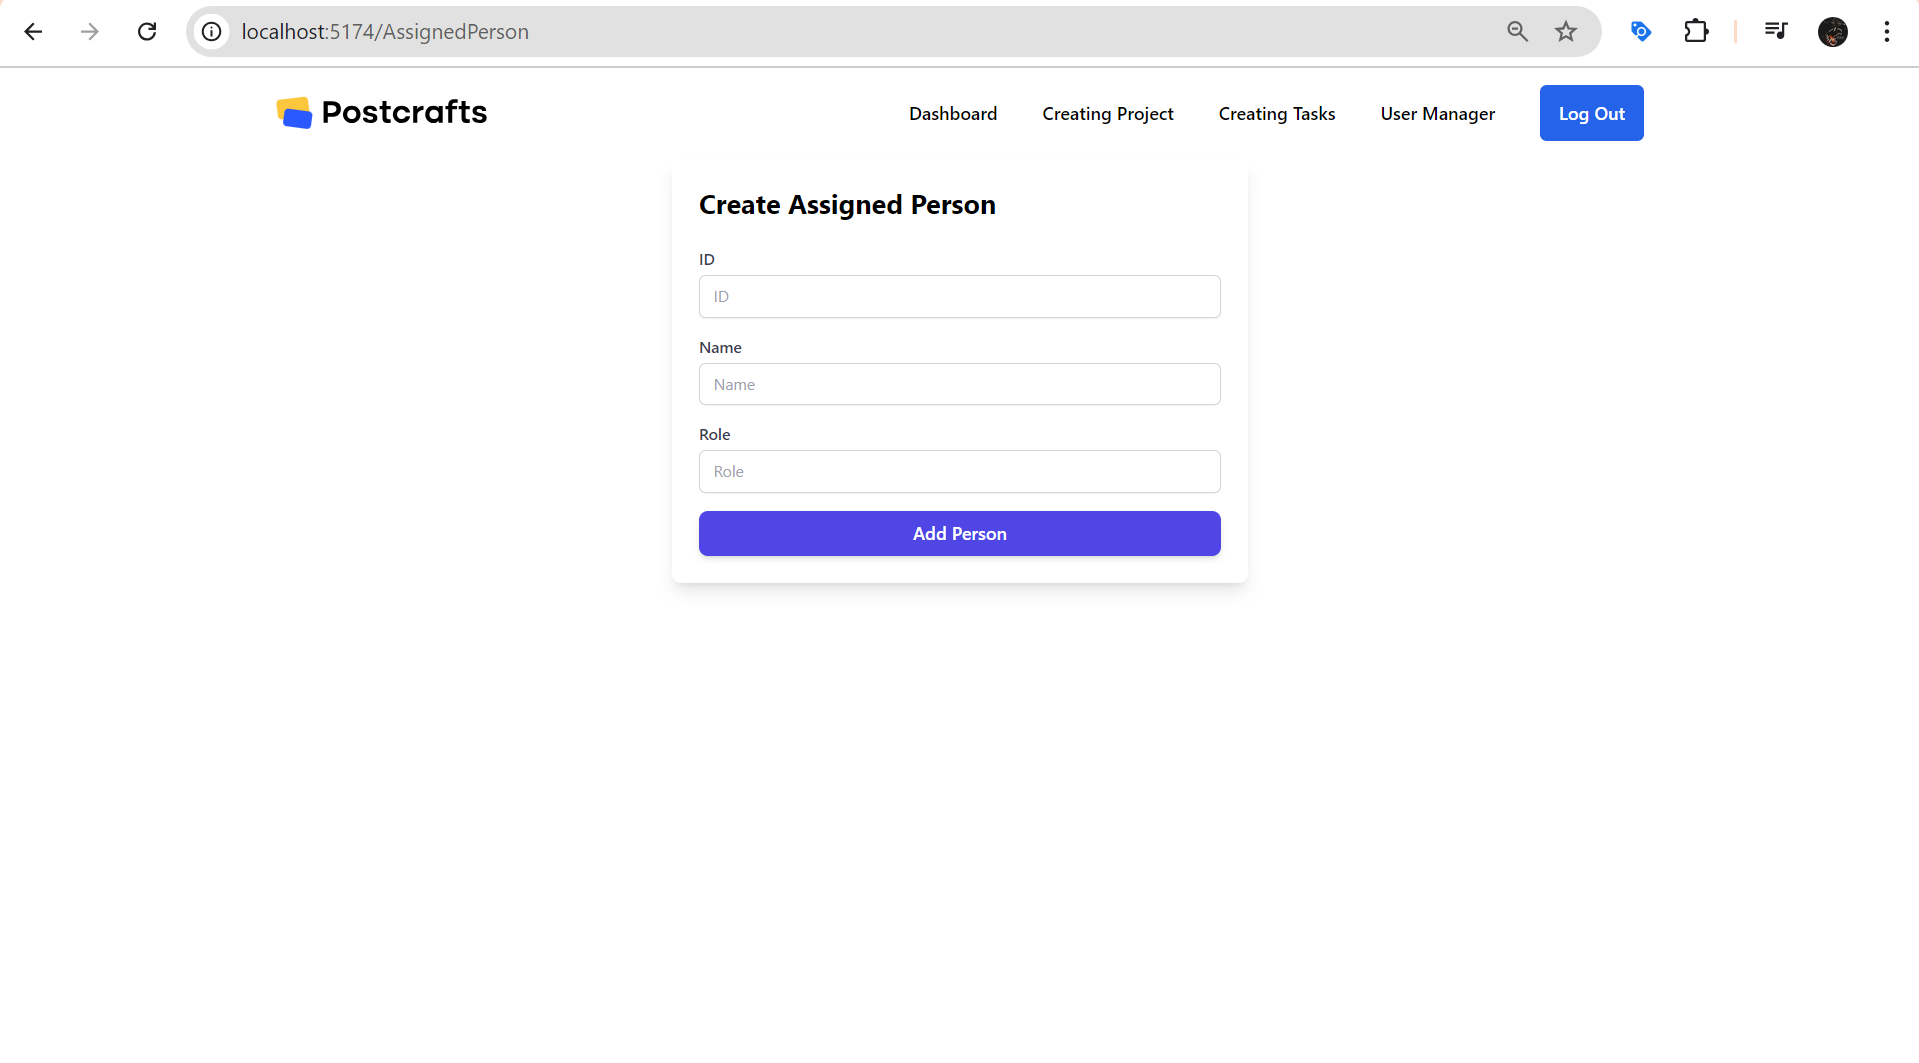 localhost:5174/AssignedPerson
Postcrafts
Dashboard
Creating Project
Creating Tasks
User Manager
Log Out
Create Assigned Person
ID
ID
Name
Name
Role
Role
Add Person